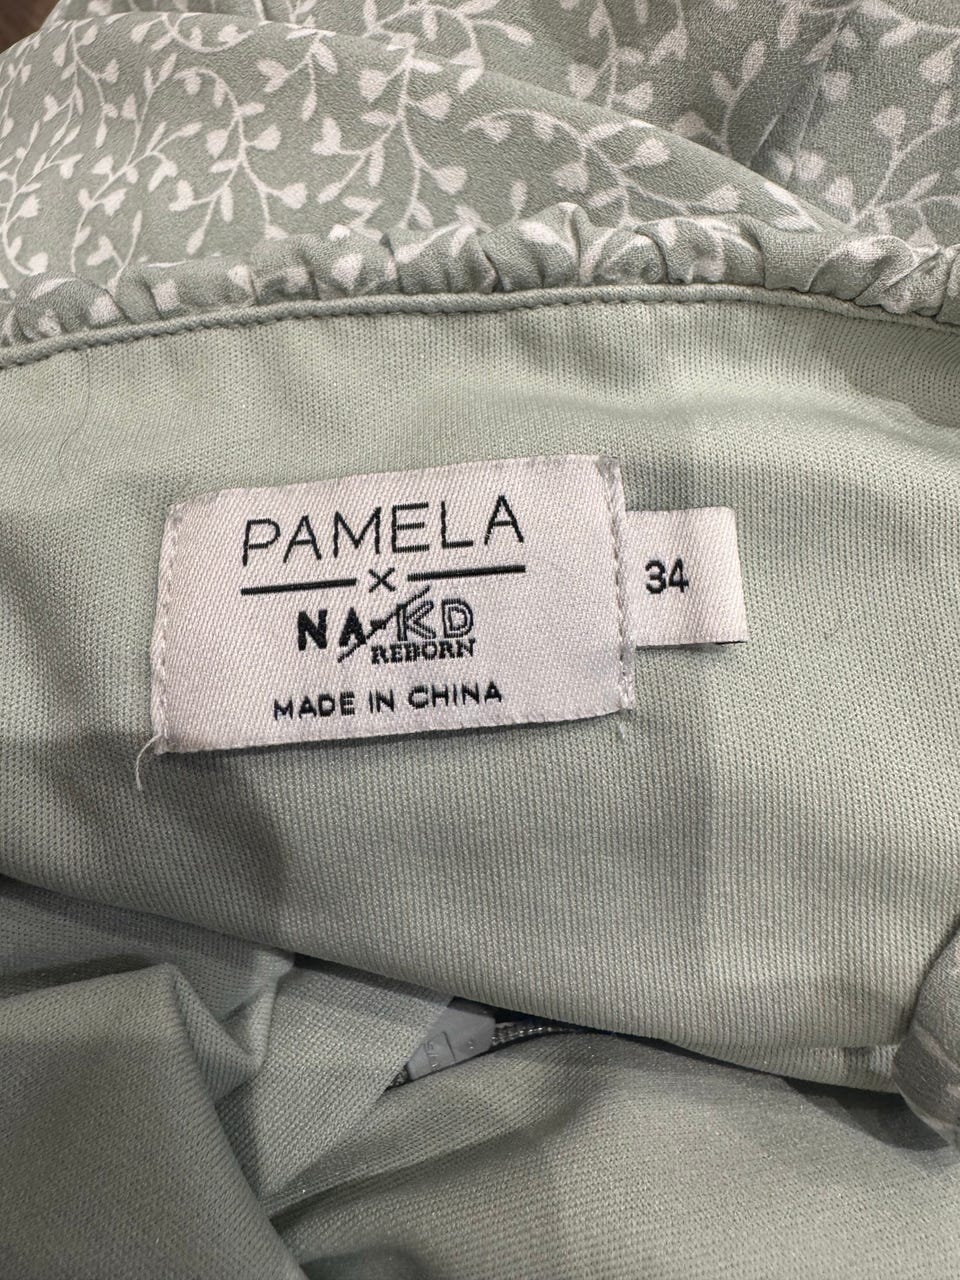 PAMELA
×
NA-KD
REBORN
MADE IN CHINA
34